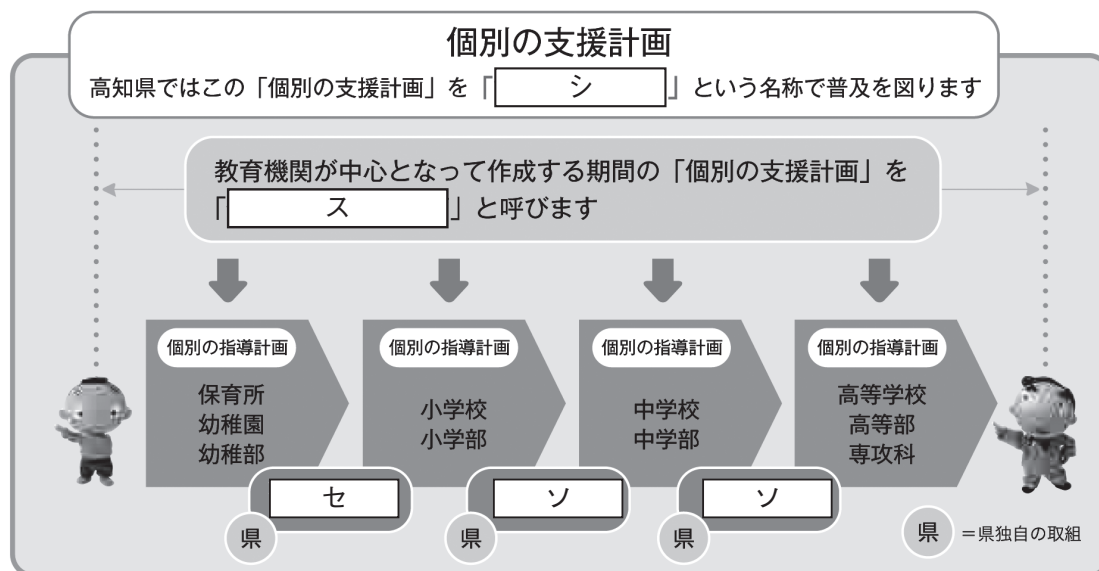 個別の支援計画
高知県ではこの「個別の支援計画」を「シ」という名称で普及を図ります
教育機関が中心となって作成する期間の「個別の支援計画」を
「ス」と呼びます
個別の指導計画
保育所
幼稚園
幼稚部
個別の指導計画
小学校
小学部
個別の指導計画
中学校
中学部
個別の指導計画
高等学校
高等部
専攻科
セ
県
ソ
県
ソ
県
県 =県独自の取組